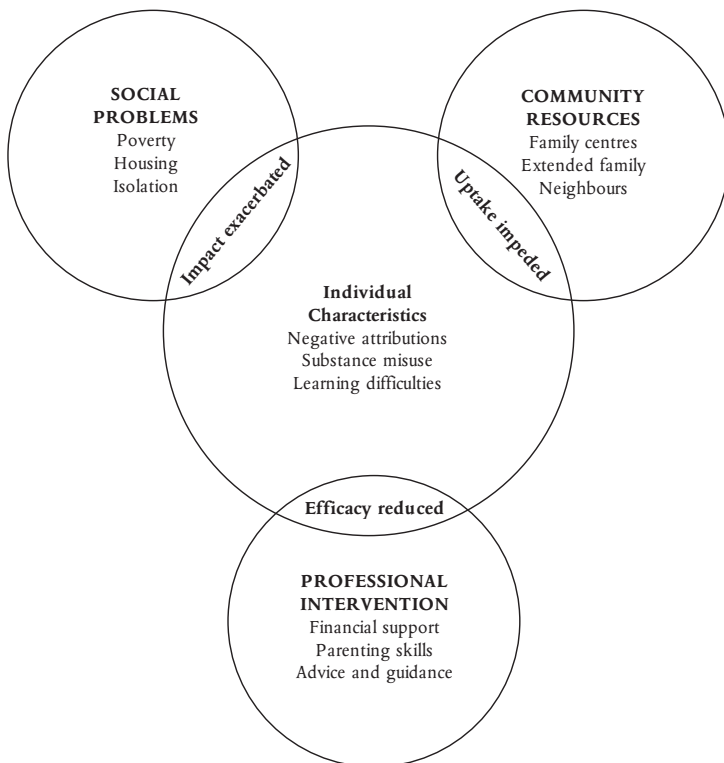 SOCIAL
PROBLEMS
Poverty
Housing
Isolation
COMMUNITY
RESOURCES
Family centres
Extended family
Neighbours
Impact exacerbated
Uptake impeded
Individual
Characteristics
Negative attributions
Substance misuse
Learning difficulties
Efficacy reduced
PROFESSIONAL
INTERVENTION
Financial support
Parenting skills
Advice and guidance